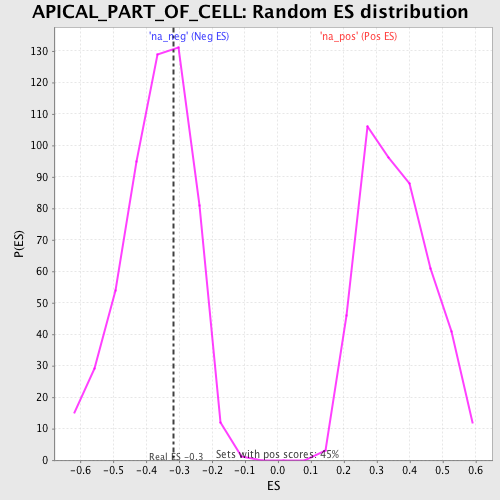 APICAL_PART_OF_CELL: Random ES distribution
'na_neg' (Neg ES) 'na_pos' (Pos ES)
130
120
110
100
90
80
70
60
50
40
30
20
10
0
P(ES)
Real ES -0.3 Sets with pos scores: 45%
-0.6 -0.5 -0.4 -0.3 -0.2 -0.1 0.0 0.1 0.2 0.3 0.4 0.5 0.6
ES